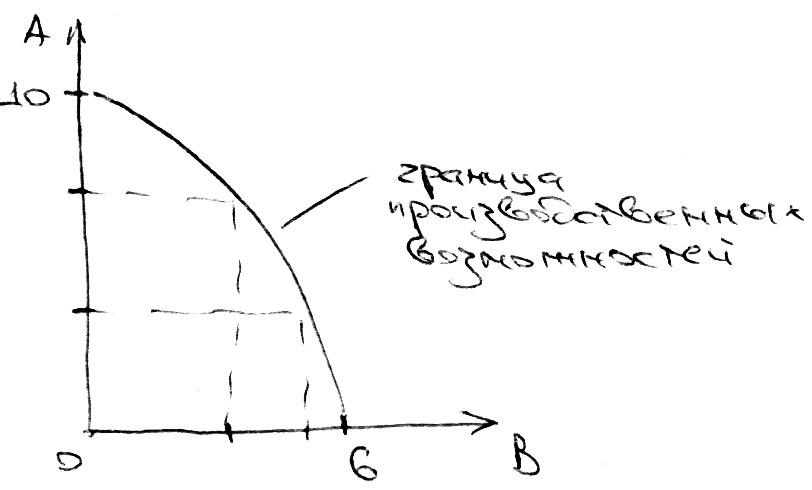 A
10
граница
производственных
возможностей
0
6
B